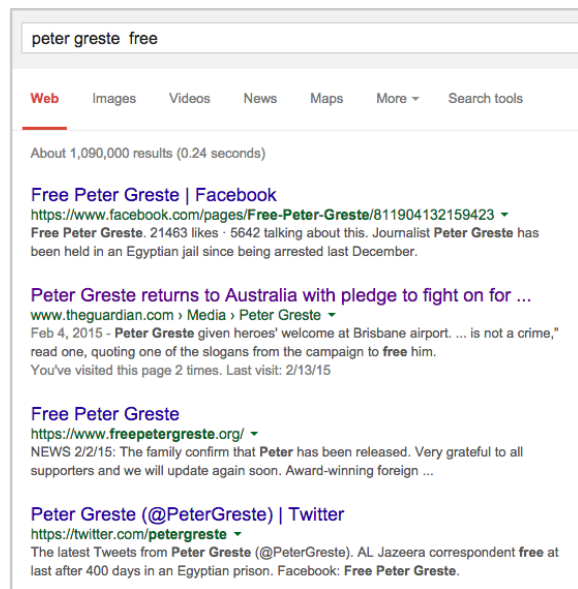 peter greste  free
Web Images Videos News Maps More Search tools
About 1,090,000 results (0.24 seconds)
Free Peter Greste | Facebook
https://www.facebook.com/pages/Free-Peter-Greste/811904132159423
Free Peter Greste. 21463 likes · 5642 talking about this. Journalist Peter Greste has
been held in an Egyptian jail since being arrested last December.
Peter Greste returns to Australia with pledge to fight on for ...
www.theguardian.com › Media › Peter Greste
Feb 4, 2015 - Peter Greste given heroes' welcome at Brisbane airport. ... is not a crime,"
read one, quoting one of the slogans from the campaign to free him.
You've visited this page 2 times. Last visit: 2/13/15
Free Peter Greste
https://www.freepetergreste.org/
NEWS 2/2/15: The family confirm that Peter has been released. Very grateful to all
supporters and we will update again soon. Award-winning foreign ...
Peter Greste (@PeterGreste) | Twitter
https://twitter.com/petergreste
The latest Tweets from Peter Greste (@PeterGreste). AL Jazeera correspondent free at
last after 400 days in an Egyptian prison. Facebook: Free Peter Greste.